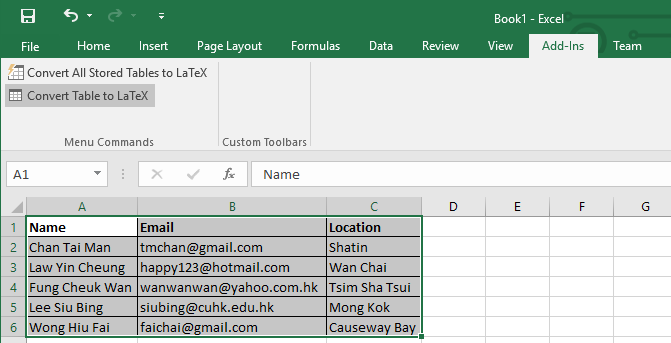 Book1 - Excel
File Home Insert Page Layout Formulas Data Review View Add-Ins Team
Convert All Stored Tables to LaTeX
Convert Table to LaTeX
Menu Commands Custom Toolbars
A1 fx Name
A B C D E F G
1 Name Email Location
2 Chan Tai Man tmchan@gmail.com Shatin
3 Law Yin Cheung happy123@hotmail.com Wan Chai
4 Fung Cheuk Wan wanwanwan@yahoo.com.hk Tsim Sha Tsui
5 Lee Siu Bing siubing@cuhk.edu.hk Mong Kok
6 Wong Hiu Fai faichai@gmail.com Causeway Bay